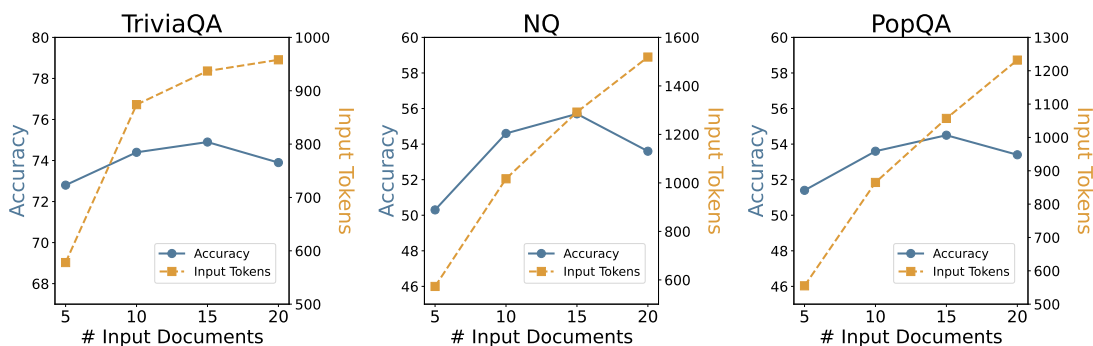 TriviaQA
80
78
76
74
72
70
68
1000
900
800
700
600
500
Accuracy
Input Tokens
Accuracy
Input Tokens
5 10 15 20
# Input Documents
NQ
60
58
56
54
52
50
48
46
1600
1400
1200
1000
800
600
Accuracy
Input Tokens
Accuracy
Input Tokens
5 10 15 20
# Input Documents
PopQA
60
58
56
54
52
50
48
46
1300
1200
1100
1000
900
800
700
600
500
Accuracy
Input Tokens
Accuracy
Input Tokens
5 10 15 20
# Input Documents